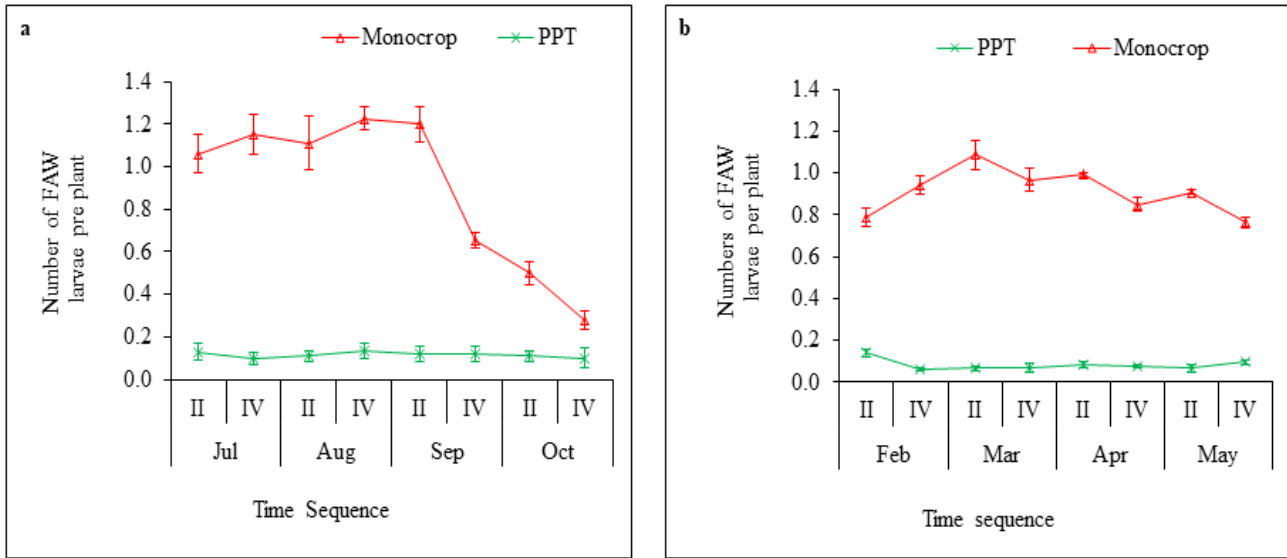 a
Monocrop PPT
Number of FAW
larvae pre plant
1.4
1.2
1.0
0.8
0.6
0.4
0.2
0.0
II IV II IV II IV II IV
Jul Aug Sep Oct
Time Sequence
b
PPT Monocrop
Numbers of FAW
larvae per plant
1.4
1.2
1.0
0.8
0.6
0.4
0.2
0.0
II IV II IV II IV II IV
Feb Mar Apr May
Time sequence